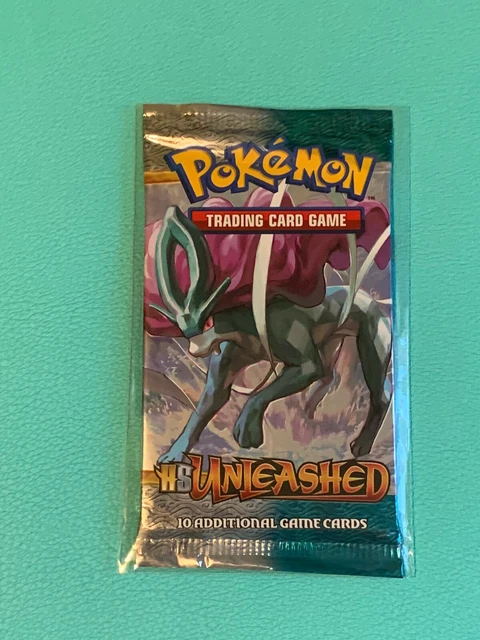 POKéMON
TRADING CARD GAME
HS UNLEASHED
10 ADDITIONAL GAME CARDS